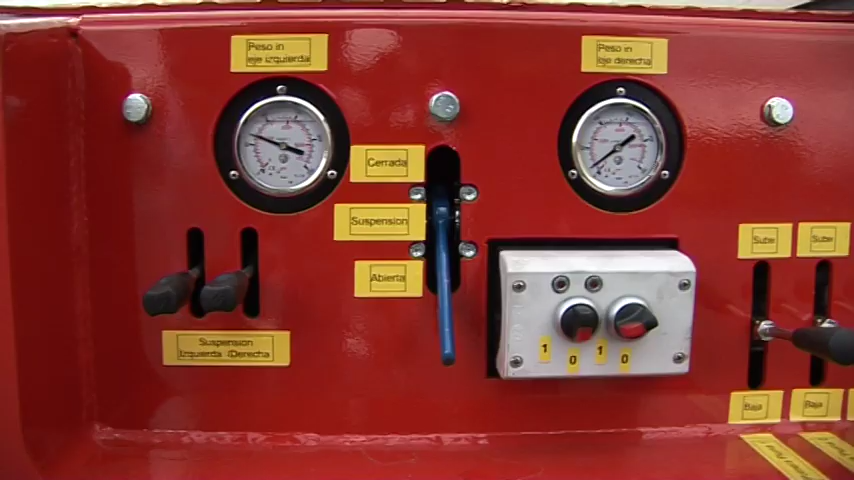 Peso in
eje izquierda
Peso in
eje derecha
Cerrada
Suspension
Abierta
Suspension
Izquierda /Derecha
Sube
Sube
1
0
1
0
Baja
Baja